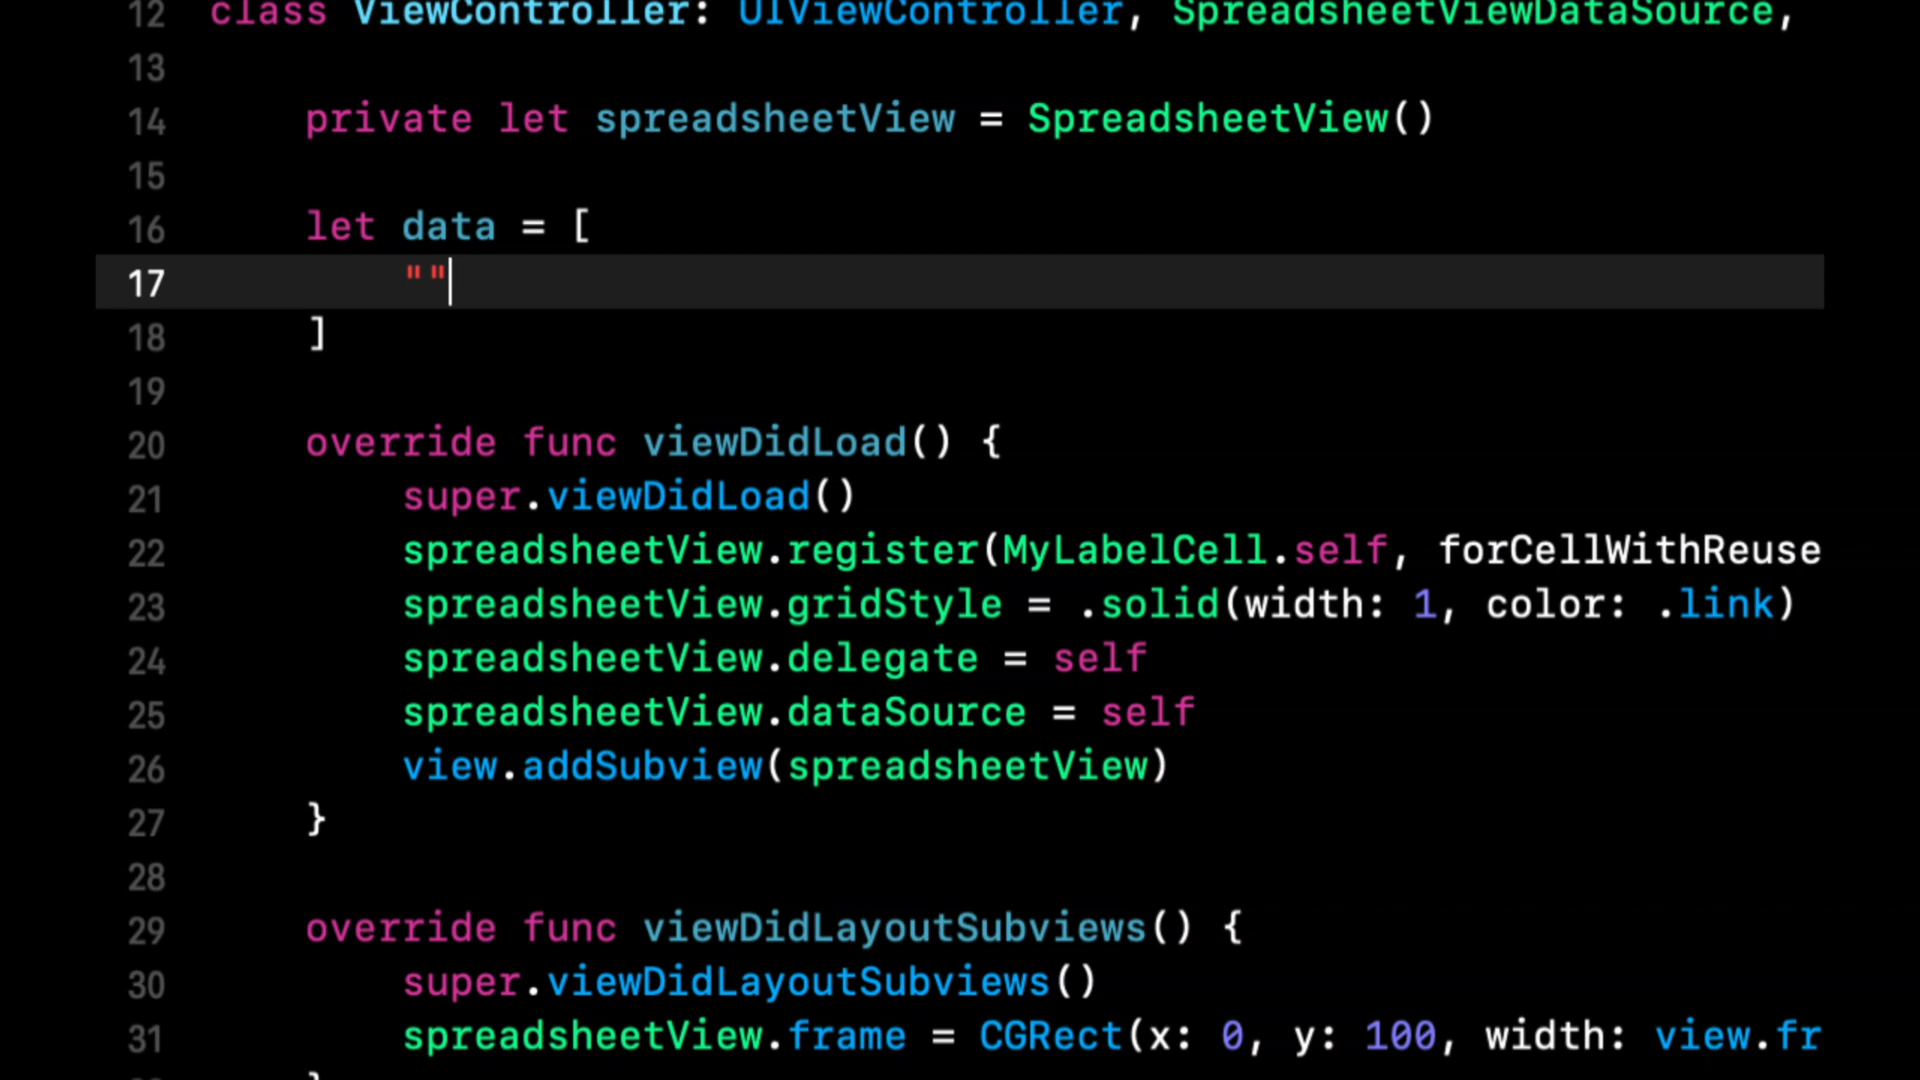 12 class ViewController: UIViewController, SpreadsheetViewDataSource,
13
14 private let spreadsheetView = SpreadsheetView()
15
16 let data = [
17 ""
18 ]
19
20 override func viewDidLoad() {
21 super.viewDidLoad()
22 spreadsheetView.register(MyLabelCell.self, forCellWithReuse
23 spreadsheetView.gridStyle = .solid(width: 1, color: .link)
24 spreadsheetView.delegate = self
25 spreadsheetView.dataSource = self
26 view.addSubview(spreadsheetView)
27 }
28
29 override func viewDidLayoutSubviews() {
30 super.viewDidLayoutSubviews()
31 spreadsheetView.frame = CGRect(x: 0, y: 100, width: view.fr